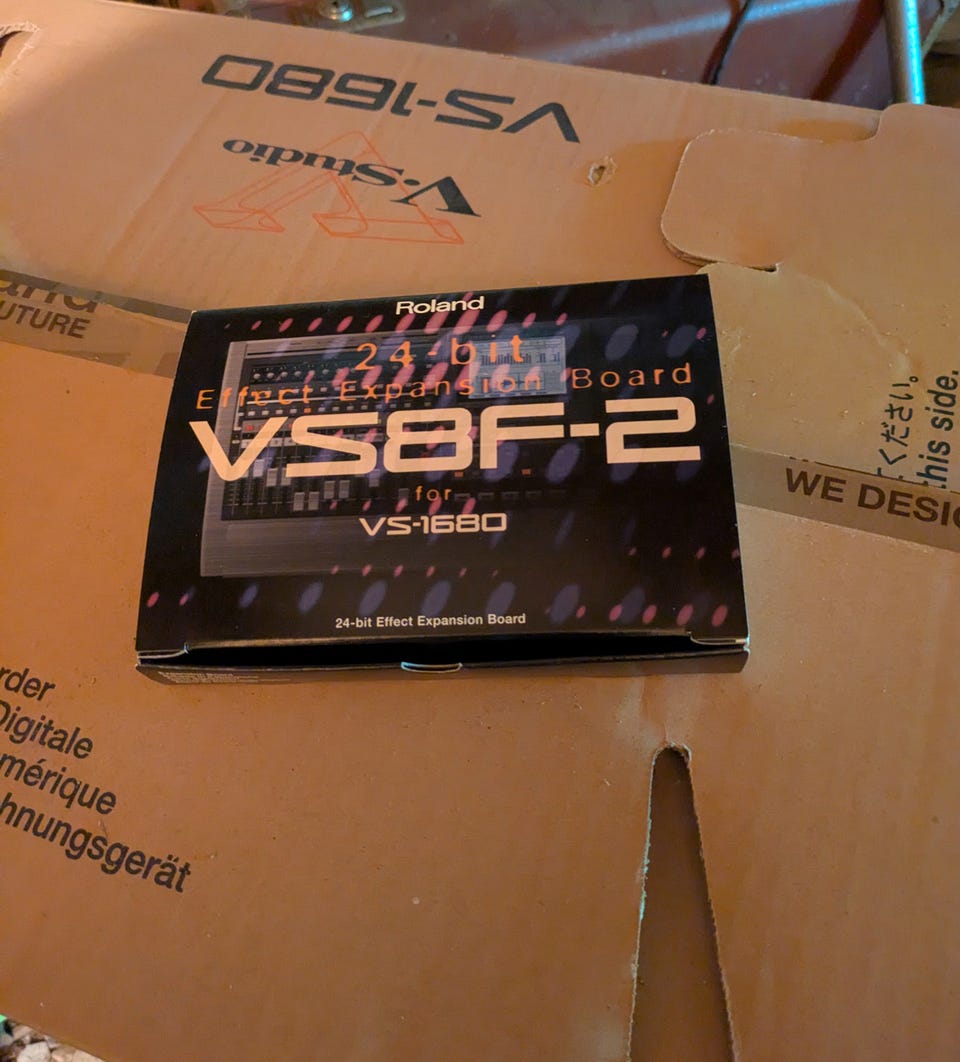 VS-1680
V-Studio
UTURE
Roland
24-bit
Effect Expansion Board
VS8F-2
for
VS-1680
24-bit Effect Expansion Board
ください。
this side.
WE DESIG
rder
Digitale
mérique
hnungsgerät